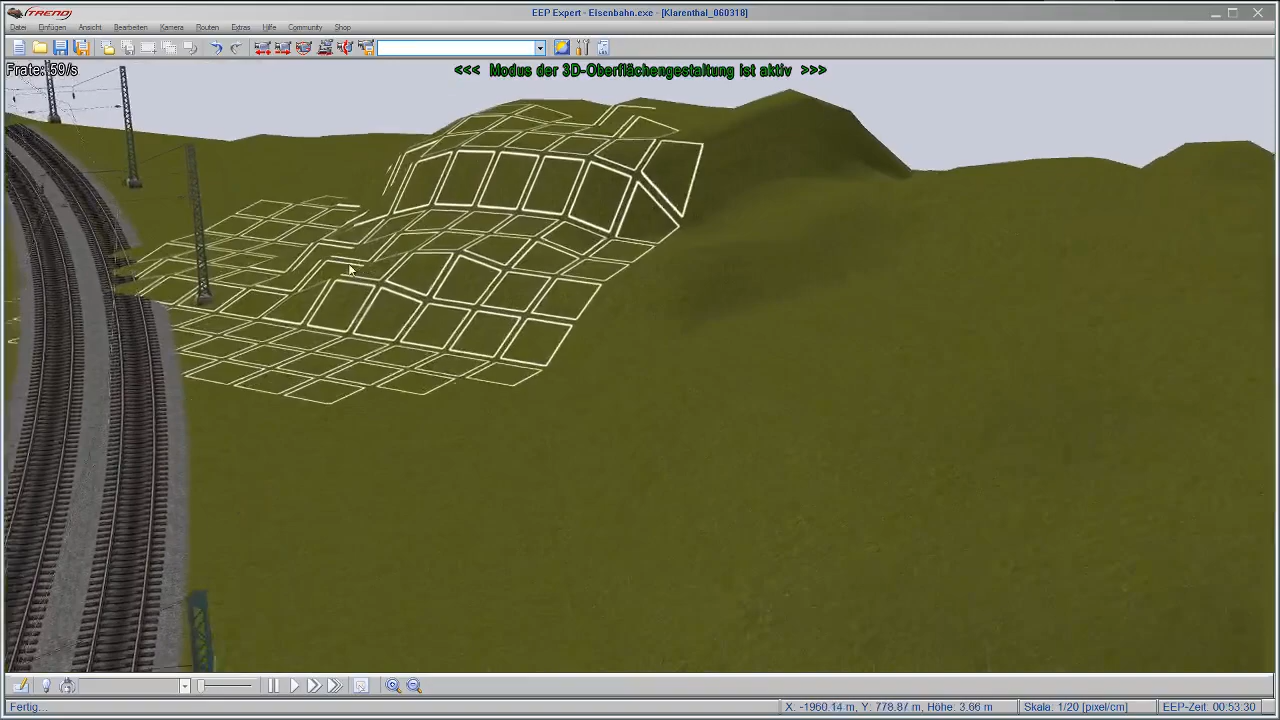 TREND
EEP Expert - Eisenbahn.exe - [Klarenthal_060318]
Datei Einfügen Ansicht Bearbeiten Kamera Routen Extras Hilfe Community Shop
Frate: 59/s
<<< Modus der 3D-Oberflächengestaltung ist aktiv >>>
Fertig...
X: -1960.14 m, Y: 778.87 m, Höhe: 3.66 m
Skala: 1/20 [pixel/cm]
EEP-Zeit: 00:53:30